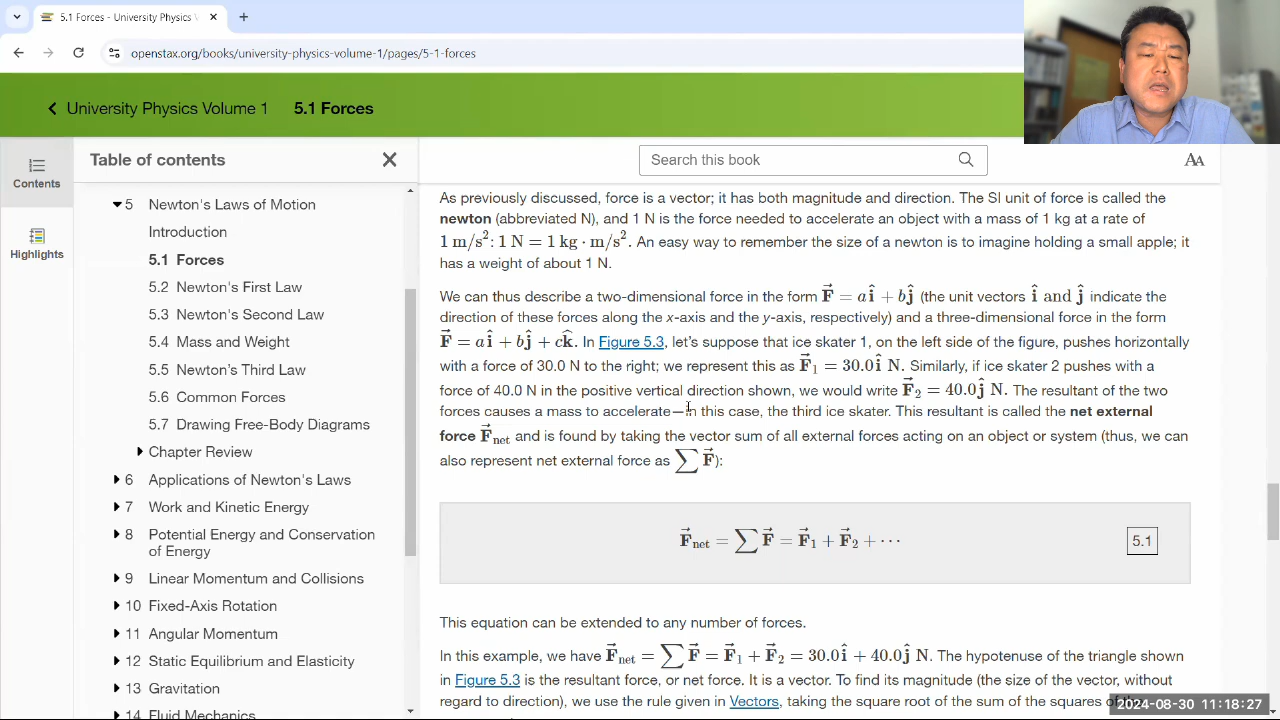 5.1 Forces - University Physics V
openstax.org/books/university-physics-volume-1/pages/5-1-forces
University Physics Volume 1 5.1 Forces
Contents
Highlights
Table of contents
5 Newton's Laws of Motion
Introduction
5.1 Forces
5.2 Newton's First Law
5.3 Newton's Second Law
5.4 Mass and Weight
5.5 Newton's Third Law
5.6 Common Forces
5.7 Drawing Free-Body Diagrams
Chapter Review
6 Applications of Newton's Laws
7 Work and Kinetic Energy
8 Potential Energy and Conservation
of Energy
9 Linear Momentum and Collisions
10 Fixed-Axis Rotation
11 Angular Momentum
12 Static Equilibrium and Elasticity
13 Gravitation
14 Fluid Mechanics
Search this book
AA
As previously discussed, force is a vector; it has both magnitude and direction. The SI unit of force is called the
newton (abbreviated N), and 1 N is the force needed to accelerate an object with a mass of 1 kg at a rate of
1 m/s²: 1 N = 1 kg · m/s². An easy way to remember the size of a newton is to imagine holding a small apple; it
has a weight of about 1 N.
We can thus describe a two-dimensional force in the form F⃗ = aî + bĵ (the unit vectors î and ĵ indicate the
direction of these forces along the x-axis and the y-axis, respectively) and a three-dimensional force in the form
F⃗ = aî + bĵ + ck̂. In Figure 5.3, let's suppose that ice skater 1, on the left side of the figure, pushes horizontally
with a force of 30.0 N to the right; we represent this as F⃗₁ = 30.0î N. Similarly, if ice skater 2 pushes with a
force of 40.0 N in the positive vertical direction shown, we would write F⃗₂ = 40.0ĵ N. The resultant of the two
forces causes a mass to accelerate—in this case, the third ice skater. This resultant is called the net external
force F⃗net and is found by taking the vector sum of all external forces acting on an object or system (thus, we can
also represent net external force as ∑ F⃗):
F⃗net = ∑ F⃗ = F⃗₁ + F⃗₂ + ⋯ 5.1
This equation can be extended to any number of forces.
In this example, we have F⃗net = ∑ F⃗ = F⃗₁ + F⃗₂ = 30.0î + 40.0ĵ N. The hypotenuse of the triangle shown
in Figure 5.3 is the resultant force, or net force. It is a vector. To find its magnitude (the size of the vector, without
regard to direction), we use the rule given in Vectors, taking the square root of the sum of the squares of the
2024-08-30 11:18:27